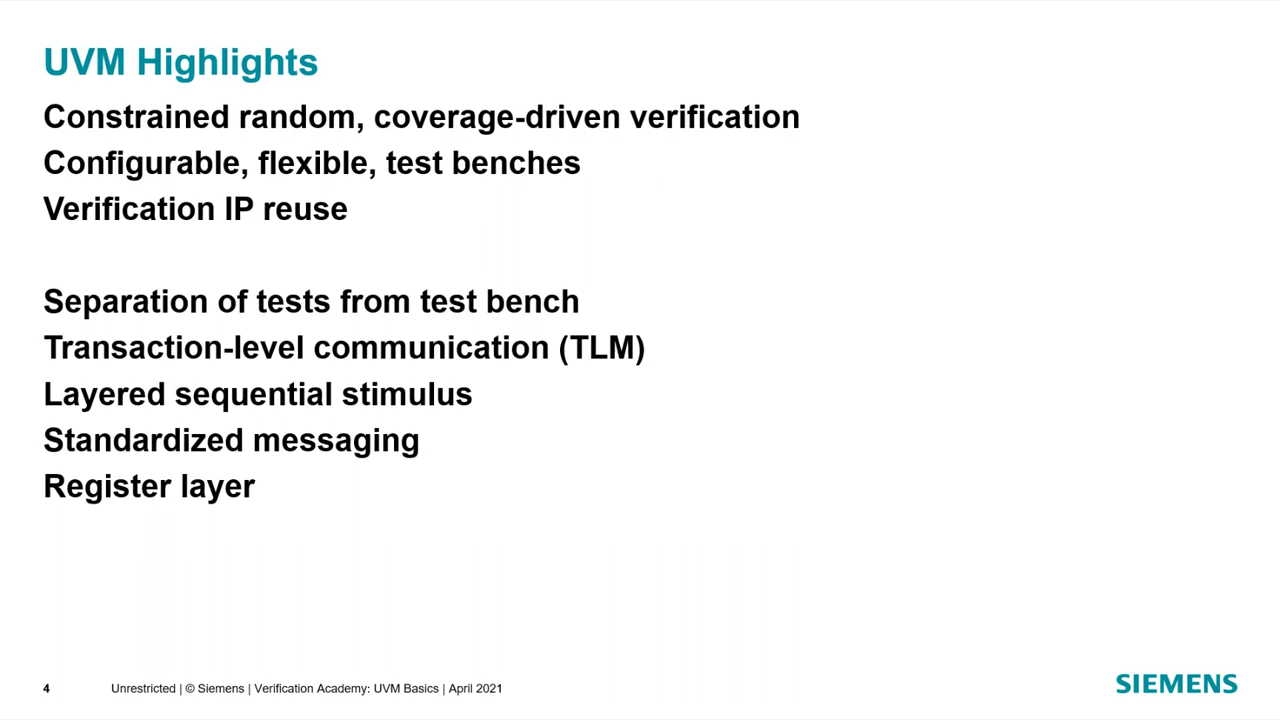 UVM Highlights
Constrained random, coverage-driven verification
Configurable, flexible, test benches
Verification IP reuse
Separation of tests from test bench
Transaction-level communication (TLM)
Layered sequential stimulus
Standardized messaging
Register layer
4 Unrestricted | © Siemens | Verification Academy: UVM Basics | April 2021
SIEMENS